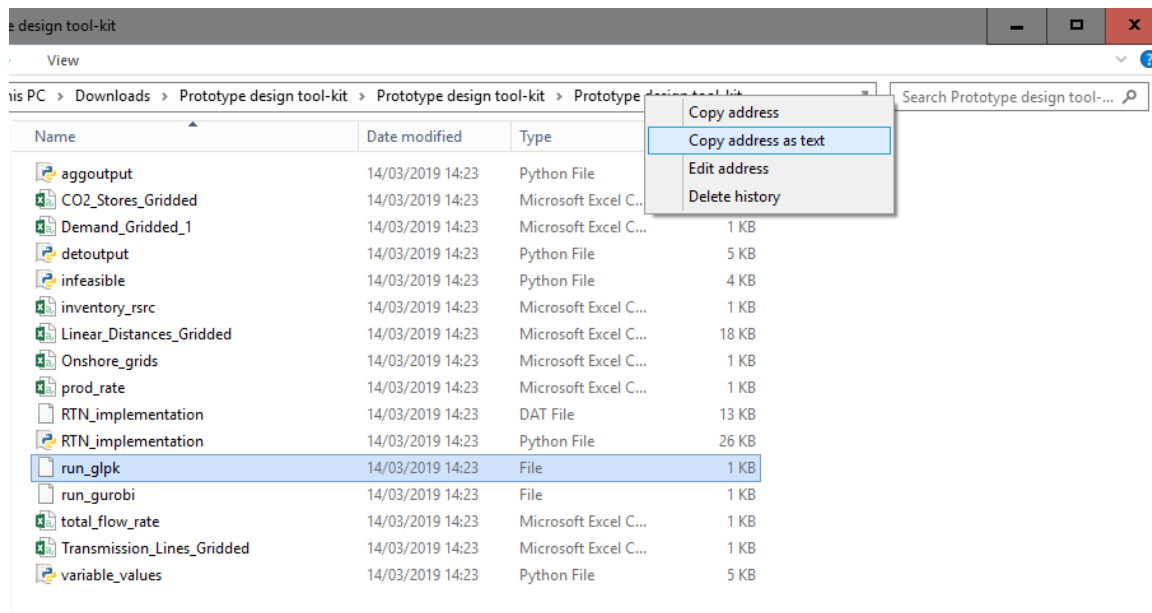 e design tool-kit
View
his PC > Downloads > Prototype design tool-kit > Prototype design tool-kit > Prototype design tool-kit
Search Prototype design tool-...
Copy address
Copy address as text
Edit address
Delete history
Name Date modified Type
aggoutput 14/03/2019 14:23 Python File
CO2_Stores_Gridded 14/03/2019 14:23 Microsoft Excel C...
Demand_Gridded_1 14/03/2019 14:23 Microsoft Excel C... 1 KB
detoutput 14/03/2019 14:23 Python File 5 KB
infeasible 14/03/2019 14:23 Python File 4 KB
inventory_rsrc 14/03/2019 14:23 Microsoft Excel C... 1 KB
Linear_Distances_Gridded 14/03/2019 14:23 Microsoft Excel C... 18 KB
Onshore_grids 14/03/2019 14:23 Microsoft Excel C... 1 KB
prod_rate 14/03/2019 14:23 Microsoft Excel C... 1 KB
RTN_implementation 14/03/2019 14:23 DAT File 13 KB
RTN_implementation 14/03/2019 14:23 Python File 26 KB
run_glpk 14/03/2019 14:23 File 1 KB
run_gurobi 14/03/2019 14:23 File 1 KB
total_flow_rate 14/03/2019 14:23 Microsoft Excel C... 1 KB
Transmission_Lines_Gridded 14/03/2019 14:23 Microsoft Excel C... 1 KB
variable_values 14/03/2019 14:23 Python File 5 KB